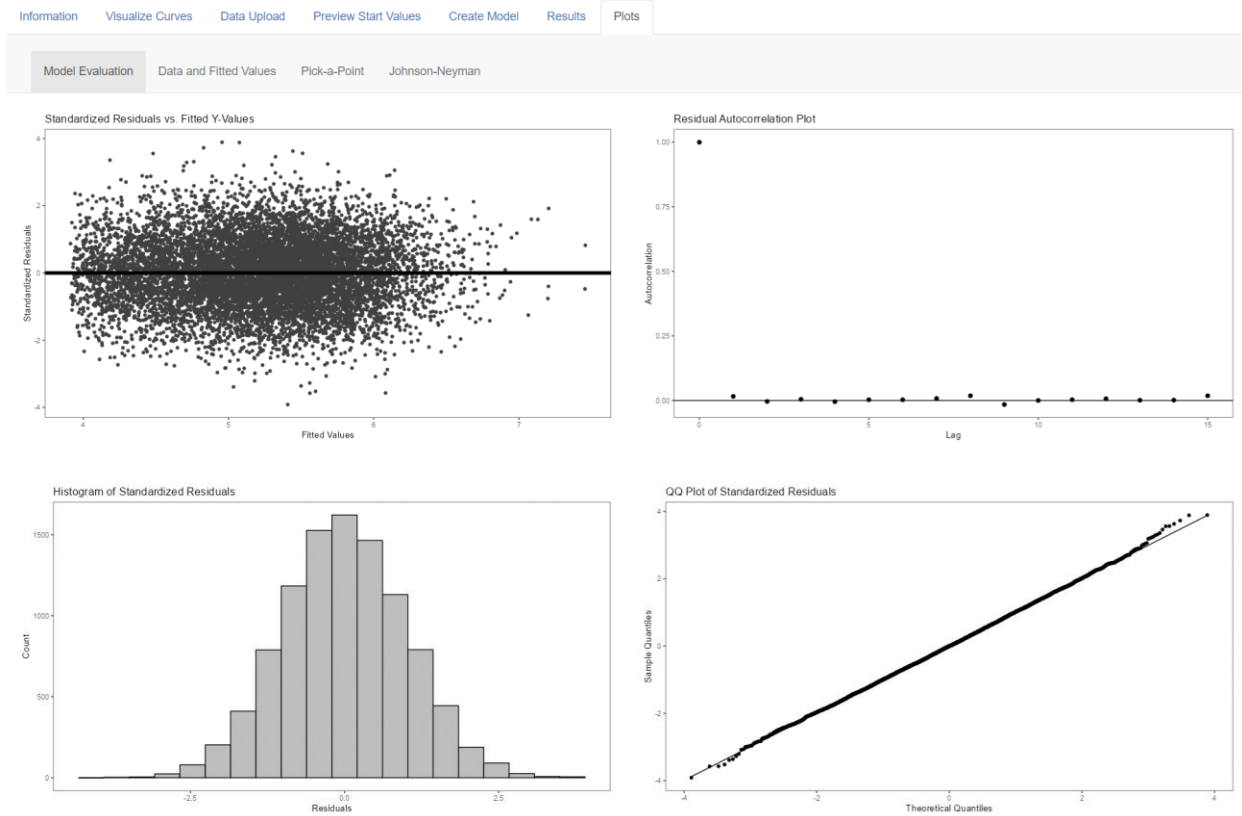 Information Visualize Curves Data Upload Preview Start Values Create Model Results Plots
Model Evaluation Data and Fitted Values Pick-a-Point Johnson-Neyman
Standardized Residuals vs. Fitted Y-Values
4
2
0
-2
-4
Standardized Residuals
4 5 6 7
Fitted Values
Residual Autocorrelation Plot
1.00
0.75
0.50
0.25
0.00
Autocorrelation
0 5 10 15
Lag
Histogram of Standardized Residuals
1500
1000
500
0
Count
-2.5 0.0 2.5
Residuals
QQ Plot of Standardized Residuals
4
2
0
-2
-4
Sample Quantiles
-4 -2 0 2 4
Theoretical Quantiles